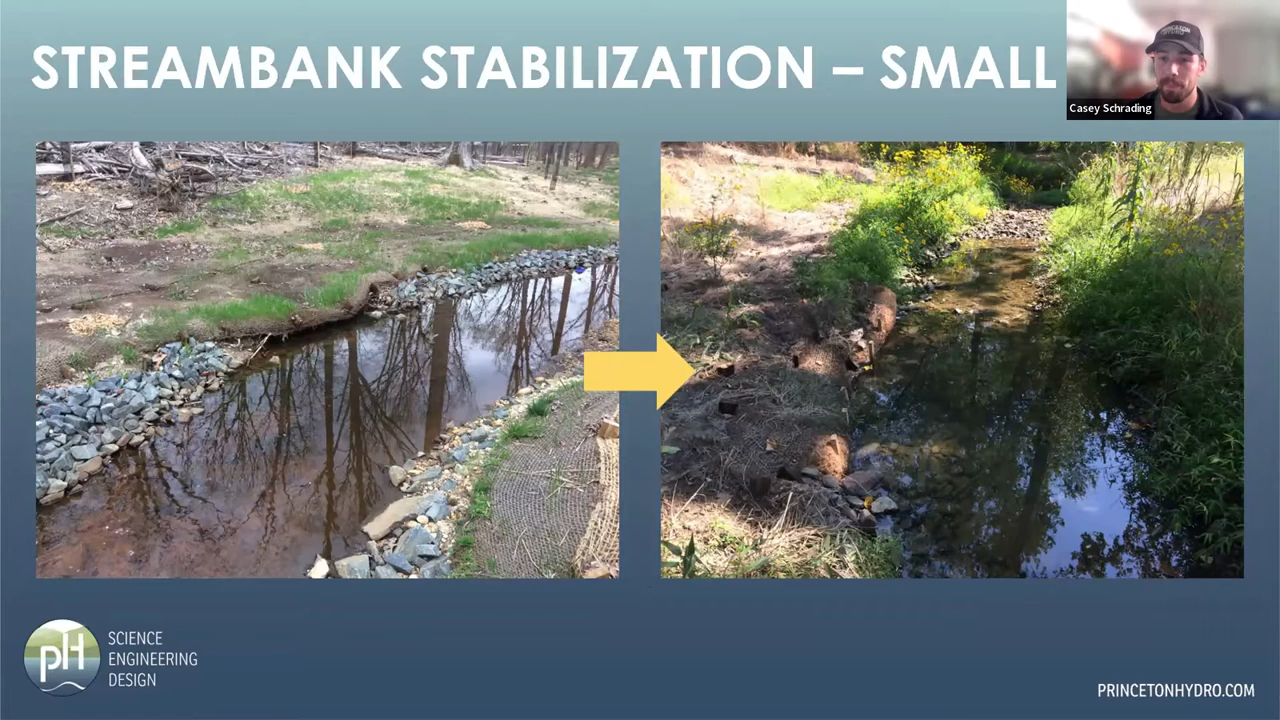 STREAMBANK STABILIZATION – SMALL
Casey Schrading
pH
SCIENCE
ENGINEERING
DESIGN
PRINCETONHYDRO.COM